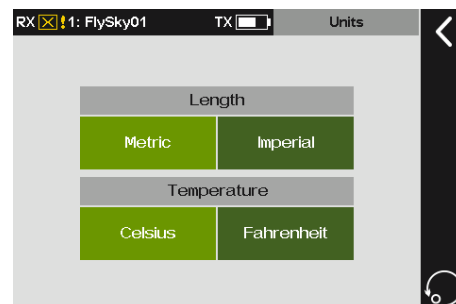 RX ! 1: FlySky01 TX Units
Length
Metric Imperial
Temperature
Celsius Fahrenheit